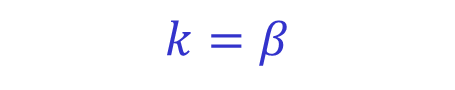 k = β